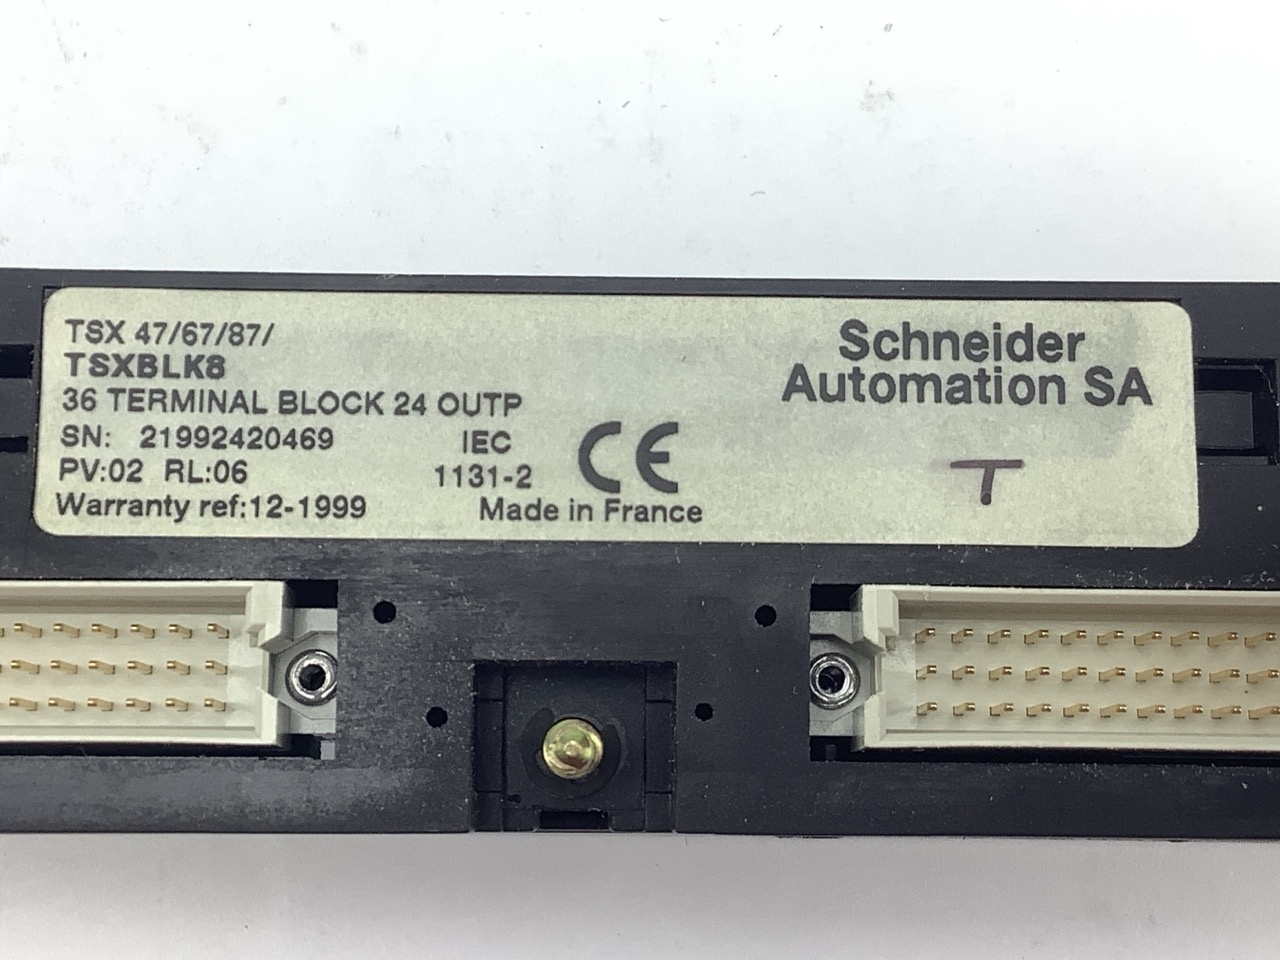 TSX 47/67/87/
TSXBLK8
36 TERMINAL BLOCK 24 OUTP
SN: 21992420469
PV:02 RL:06
Warranty ref:12-1999
IEC
1131-2
CE
Made in France
Schneider
Automation SA
T